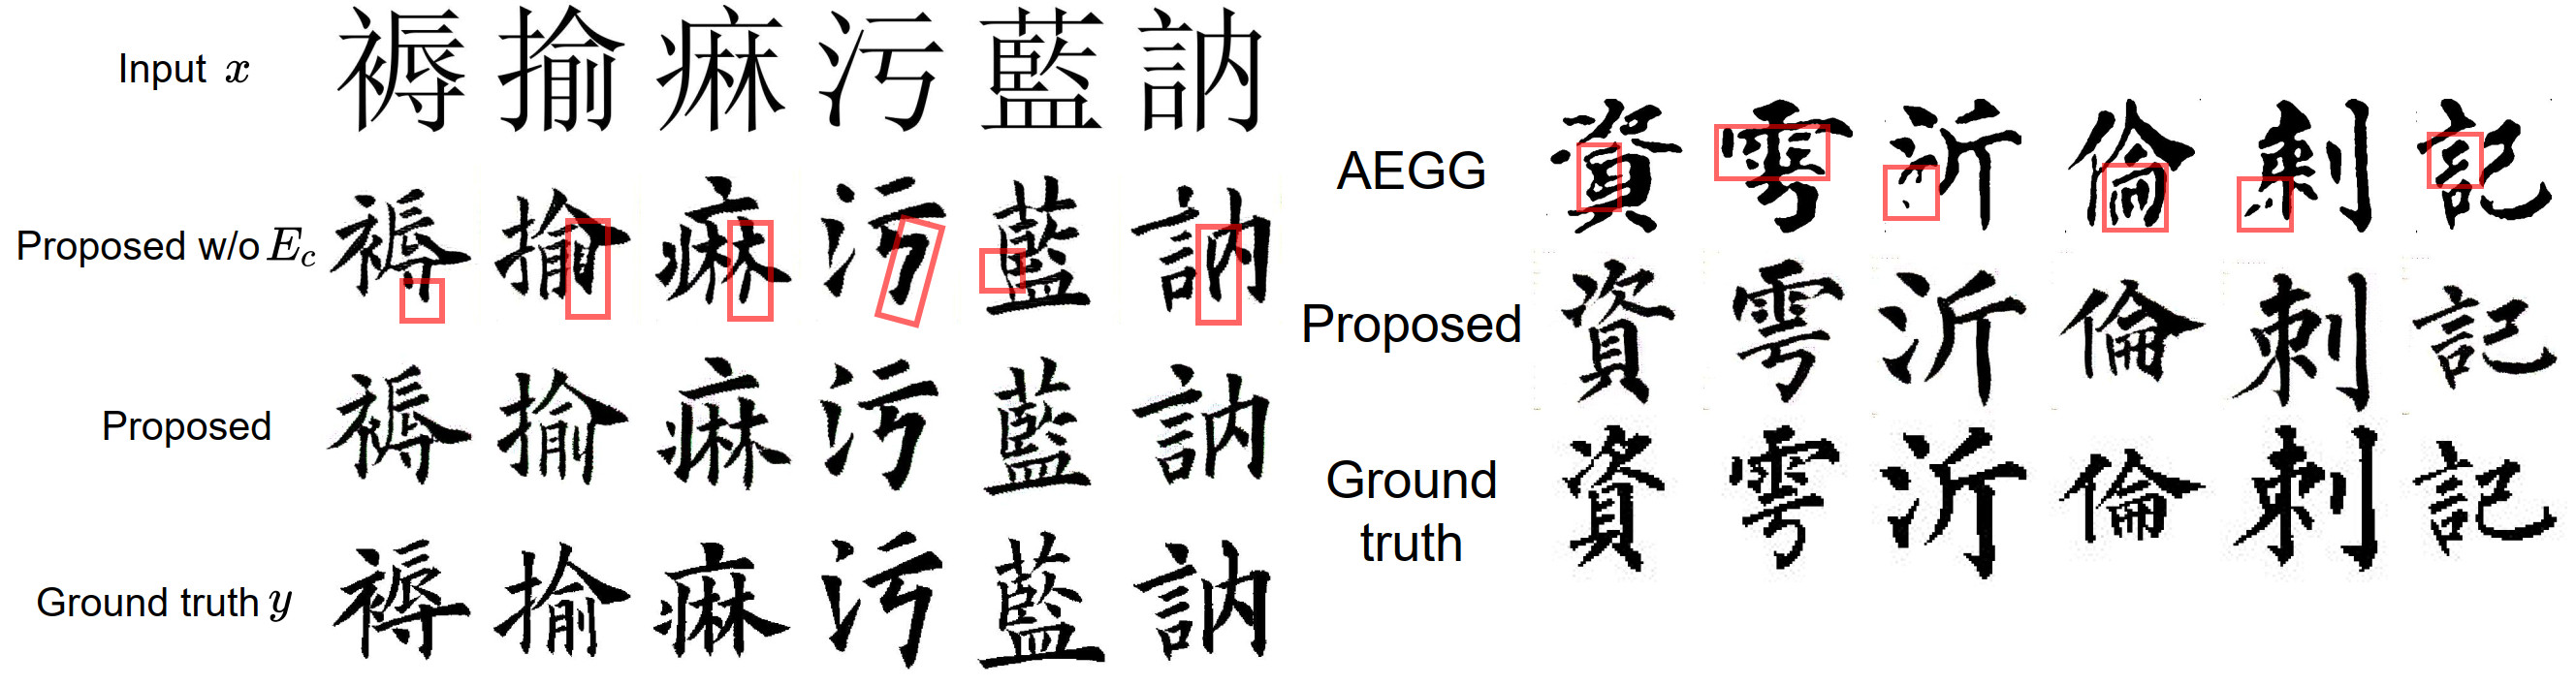 Input x 褥 揄 痳 污 藍 訥
Proposed w/o E_c 褥 揄 痳 污 藍 訥
Proposed 褥 揄 痳 污 藍 訥
Ground truth y 褥 揄 痳 污 藍 訥
AEGG 資 雩 沂 倫 刺 記
Proposed 資 雩 沂 倫 刺 記
Ground truth 資 雩 沂 倫 刺 記